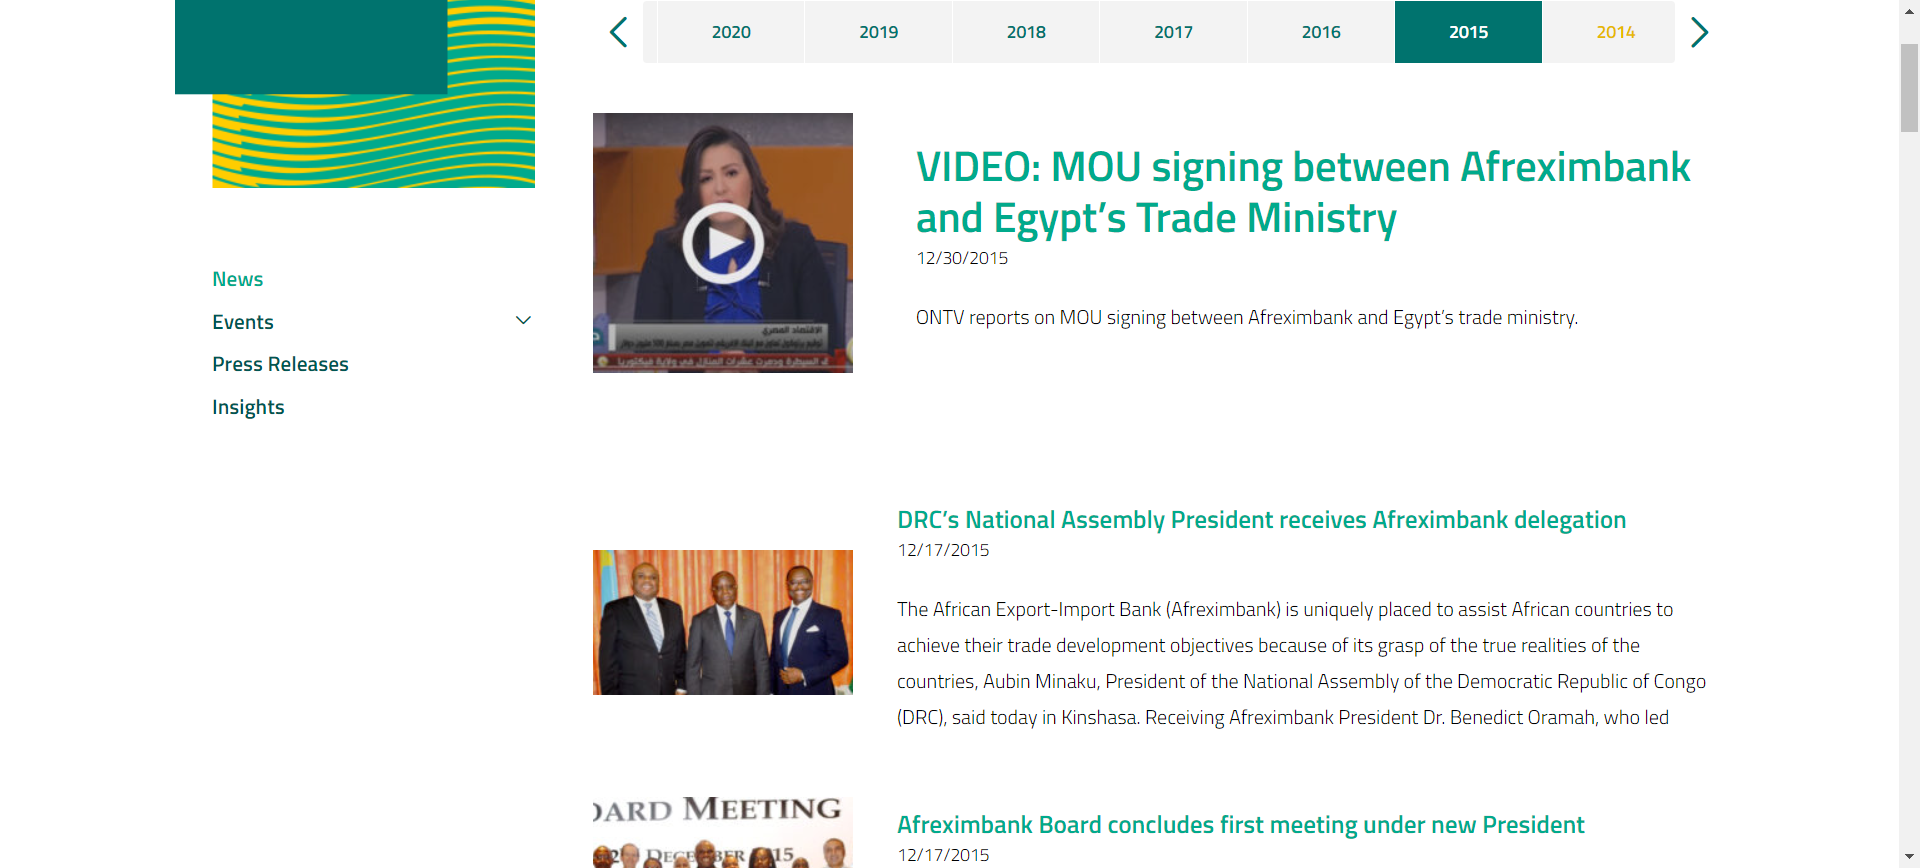 2020 2019 2018 2017 2016 2015 2014
VIDEO: MOU signing between Afreximbank
and Egypt’s Trade Ministry
12/30/2015
ONTV reports on MOU signing between Afreximbank and Egypt’s trade ministry.
الاقتصاد المصري
News
Events
Press Releases
Insights
DRC’s National Assembly President receives Afreximbank delegation
12/17/2015
The African Export-Import Bank (Afreximbank) is uniquely placed to assist African countries to
achieve their trade development objectives because of its grasp of the true realities of the
countries, Aubin Minaku, President of the National Assembly of the Democratic Republic of Congo
(DRC), said today in Kinshasa. Receiving Afreximbank President Dr. Benedict Oramah, who led
OARD MEETING
DECEMBER
Afreximbank Board concludes first meeting under new President
12/17/2015